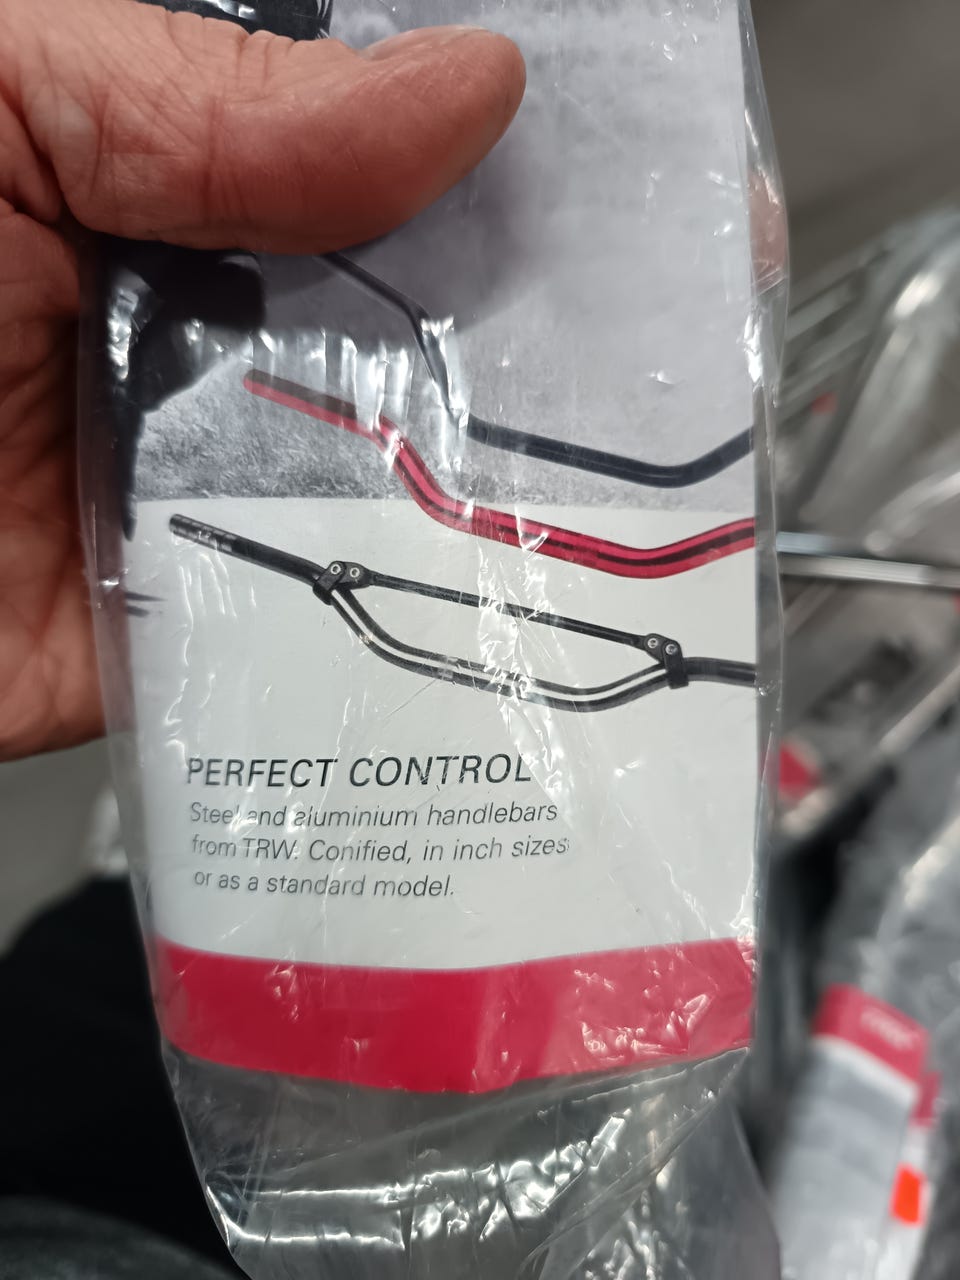 PERFECT CONTROL
Steel and aluminium handlebars
from TRW. Conified, in inch sizes
or as a standard model.